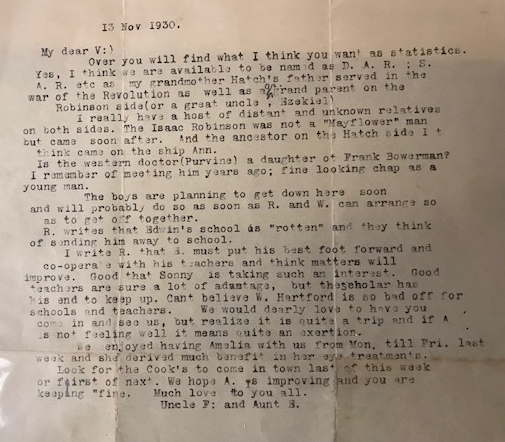 13 Nov 1930.
My dear V:)
Over you will find what I think you want as statistics.
Yes, I think we are available to be named as D. A. R. ; S.
A. R. etc as my grandmother Hatch's father served in the
war of the Revolution as well as a grand parent on the
Robinson side(or a great uncle , Ezekiel)
I really have a host of distant and unknown relatives
on both sides. The Isaac Robinson was not a "Mayflower" man
but came soon after. And the ancestor on the Hatch side I t
think came on the ship Ann.
Is the western doctor(Purvine) a daughter of Frank Bowerman?
I remember of meeting him years ago; fine looking chap as a
young man.
The boys are planning to get down here soon
and will probably do so as soon as R. and W. can arrange so
as to get off together.
R. writes that Edwin's school is "rotten" and they think
of sending him away to school.
I write R. that E. must put his best foot forward and
co-operate with his teachers and think matters will
improve. Good that Sonny is taking such an interest. Good
teachers are sure a lot of adantage, but thescholar has
his end to keep up. Cant believe W. Hartford is so bad off for
schools and teachers. We would dearly love to have you
come in and see us, but realize it is quite a trip and if A
is not feeling well it means quite an exertion.
We enjoyed having Amelia with us from Mon. till Fri. last
week and she derived much benefit in her eye treatments.
Look for the Cook's to come in town last of this week
or first of next. We hope A. is improving and you are
keeping "fine. Much love to you all.
Uncle F: and Aunt E.